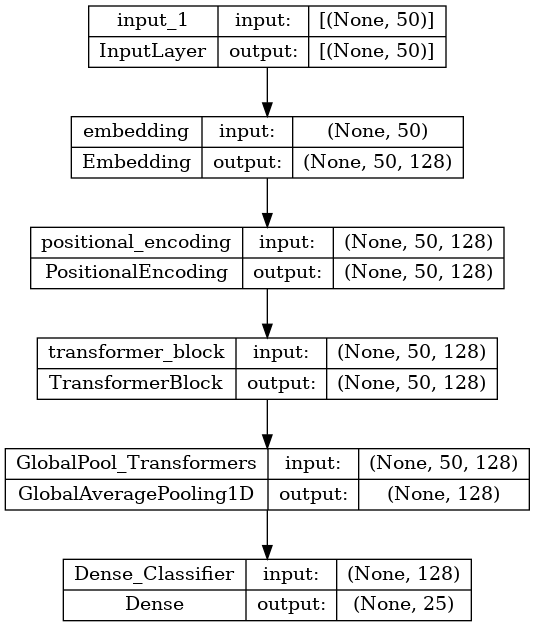 input_1 input: [(None, 50)]
InputLayer output: [(None, 50)]
embedding input: (None, 50)
Embedding output: (None, 50, 128)
positional_encoding input: (None, 50, 128)
PositionalEncoding output: (None, 50, 128)
transformer_block input: (None, 50, 128)
TransformerBlock output: (None, 50, 128)
GlobalPool_Transformers input: (None, 50, 128)
GlobalAveragePooling1D output: (None, 128)
Dense_Classifier input: (None, 128)
Dense output: (None, 25)